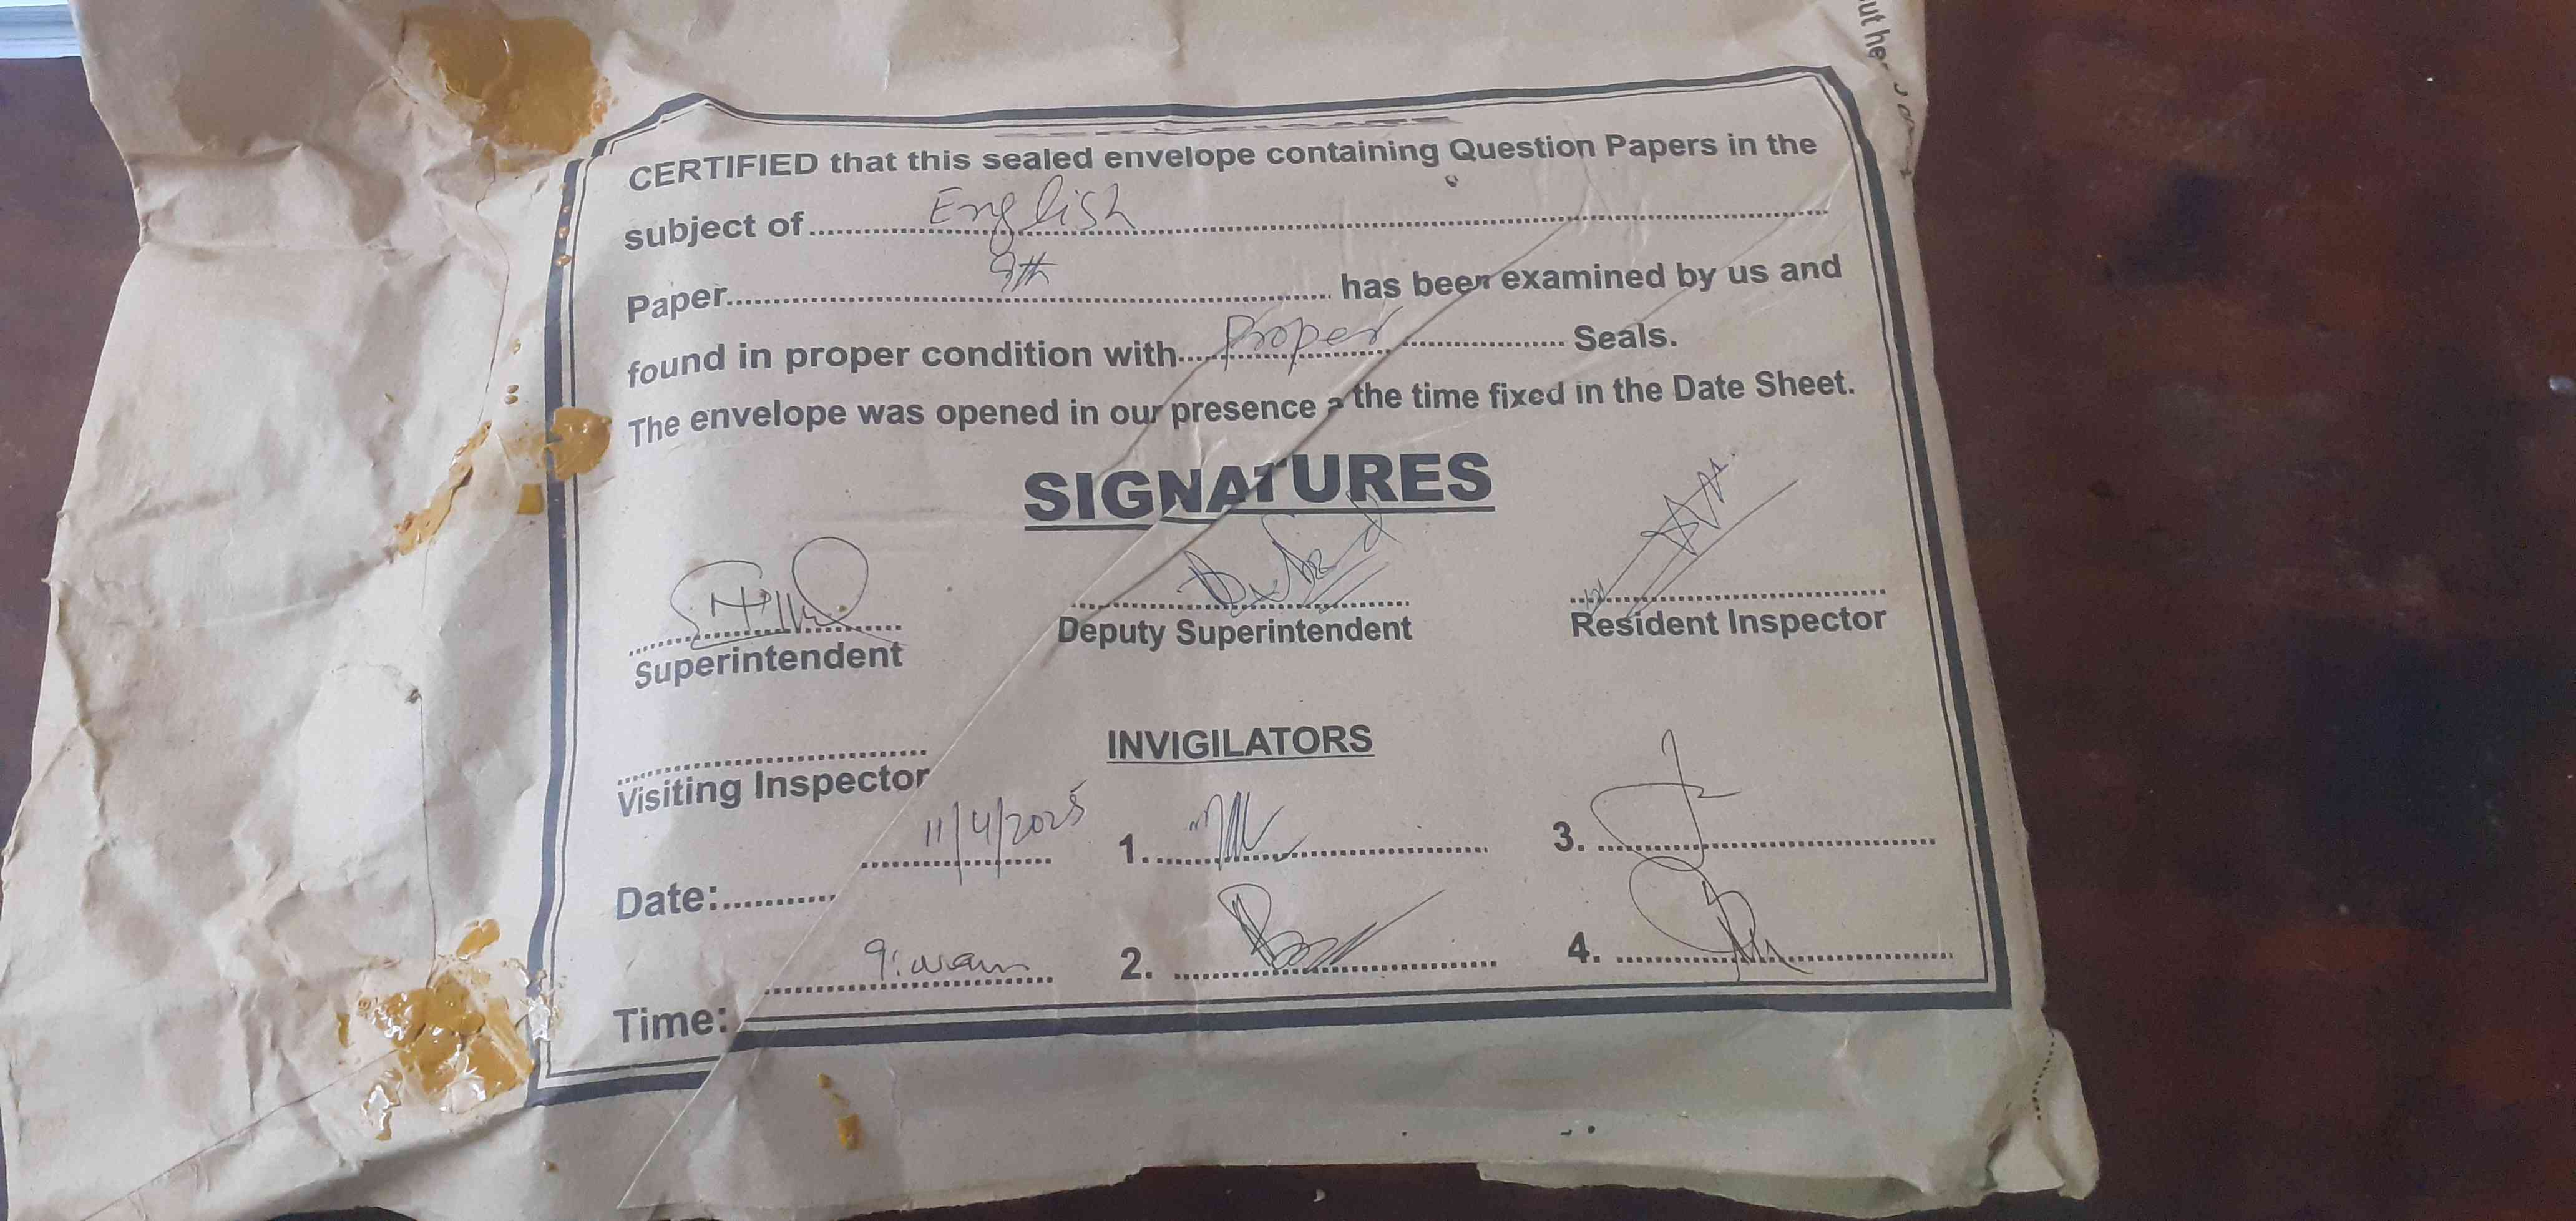 CERTIFIED that this sealed envelope containing Question Papers in the
subject of English
Paper 9th has been examined by us and
found in proper condition with Proper Seals.
The envelope was opened in our presence a the time fixed in the Date Sheet.
SIGNATURES
Superintendent
Deputy Superintendent
Resident Inspector
Visiting Inspector
INVIGILATORS
11/4/2025
Date:
1.
3.
2.
4.
Time: